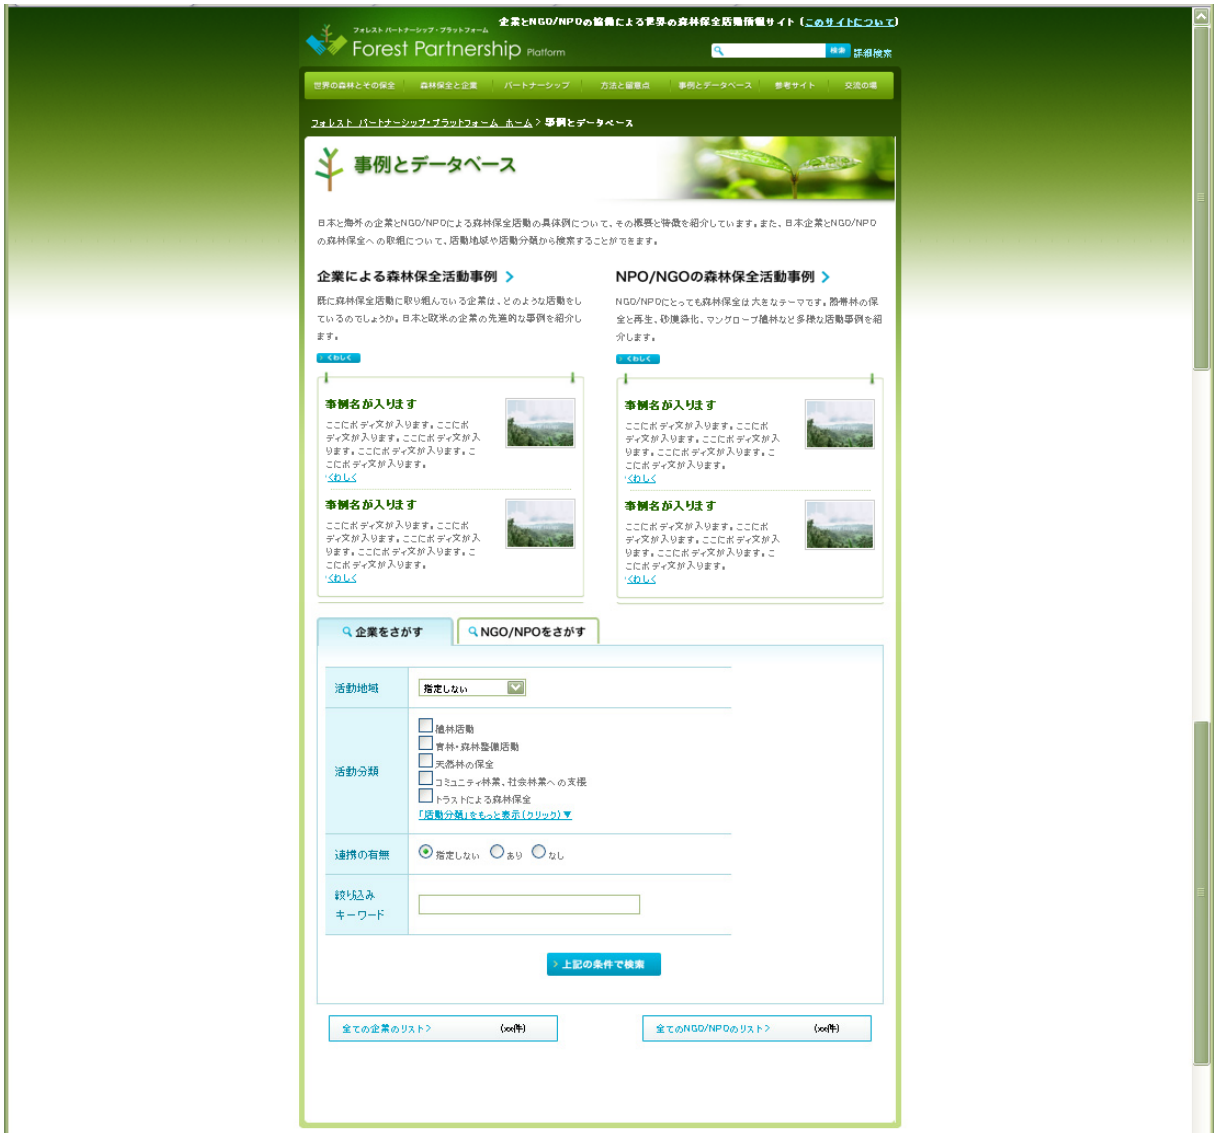 企業とNGO/NPOの協働による世界の森林保全活動情報サイト (このサイトについて)
フォレスト パートナーシップ・プラットフォーム
Forest Partnership Platform
検索 詳細検索
世界の森林とその保全 森林保全と企業 パートナーシップ 方法と留意点 事例とデータベース 参考サイト 交流の場
フォレスト パートナーシップ・プラットフォーム ホーム > 事例とデータベース
事例とデータベース
日本と海外の企業とNGO/NPOによる森林保全活動の具体例について、その概要と特徴を紹介しています。また、日本企業とNGO/NPO
の森林保全への取組について、活動地域や活動分類から検索することができます。
企業による森林保全活動事例
既に森林保全活動に取り組んでいる企業は、どのような活動をし
ているのでしょうか。日本と欧米の企業の先進的な事例を紹介し
ます。
くわしく
事例名が入ります
ここにボディ文が入ります。ここにボ
ディ文が入ります。ここにボディ文が入
ります。ここにボディ文が入ります。こ
こにボディ文が入ります。
くわしく
事例名が入ります
ここにボディ文が入ります。ここにボ
ディ文が入ります。ここにボディ文が入
ります。ここにボディ文が入ります。こ
こにボディ文が入ります。
くわしく
NPO/NGOの森林保全活動事例
NGO/NPOにとっても森林保全は大きなテーマです。熱帯林の保
全と再生、砂漠緑化、マングローブ植林など多様な活動事例を紹
介します。
くわしく
事例名が入ります
ここにボディ文が入ります。ここにボ
ディ文が入ります。ここにボディ文が入
ります。ここにボディ文が入ります。こ
こにボディ文が入ります。
くわしく
事例名が入ります
ここにボディ文が入ります。ここにボ
ディ文が入ります。ここにボディ文が入
ります。ここにボディ文が入ります。こ
こにボディ文が入ります。
くわしく
企業をさがす NGO/NPOをさがす
活動地域 指定しない
活動分類
植林活動
育林・森林整備活動
天然林の保全
コミュニティ林業、社会林業への支援
トラストによる森林保全
「活動分類」をもっと表示(クリック)▼
連携の有無 指定しない あり なし
絞り込み
キーワード
上記の条件で検索
全ての企業のリスト> (xx件) 全てのNGO/NPOのリスト> (xx件)